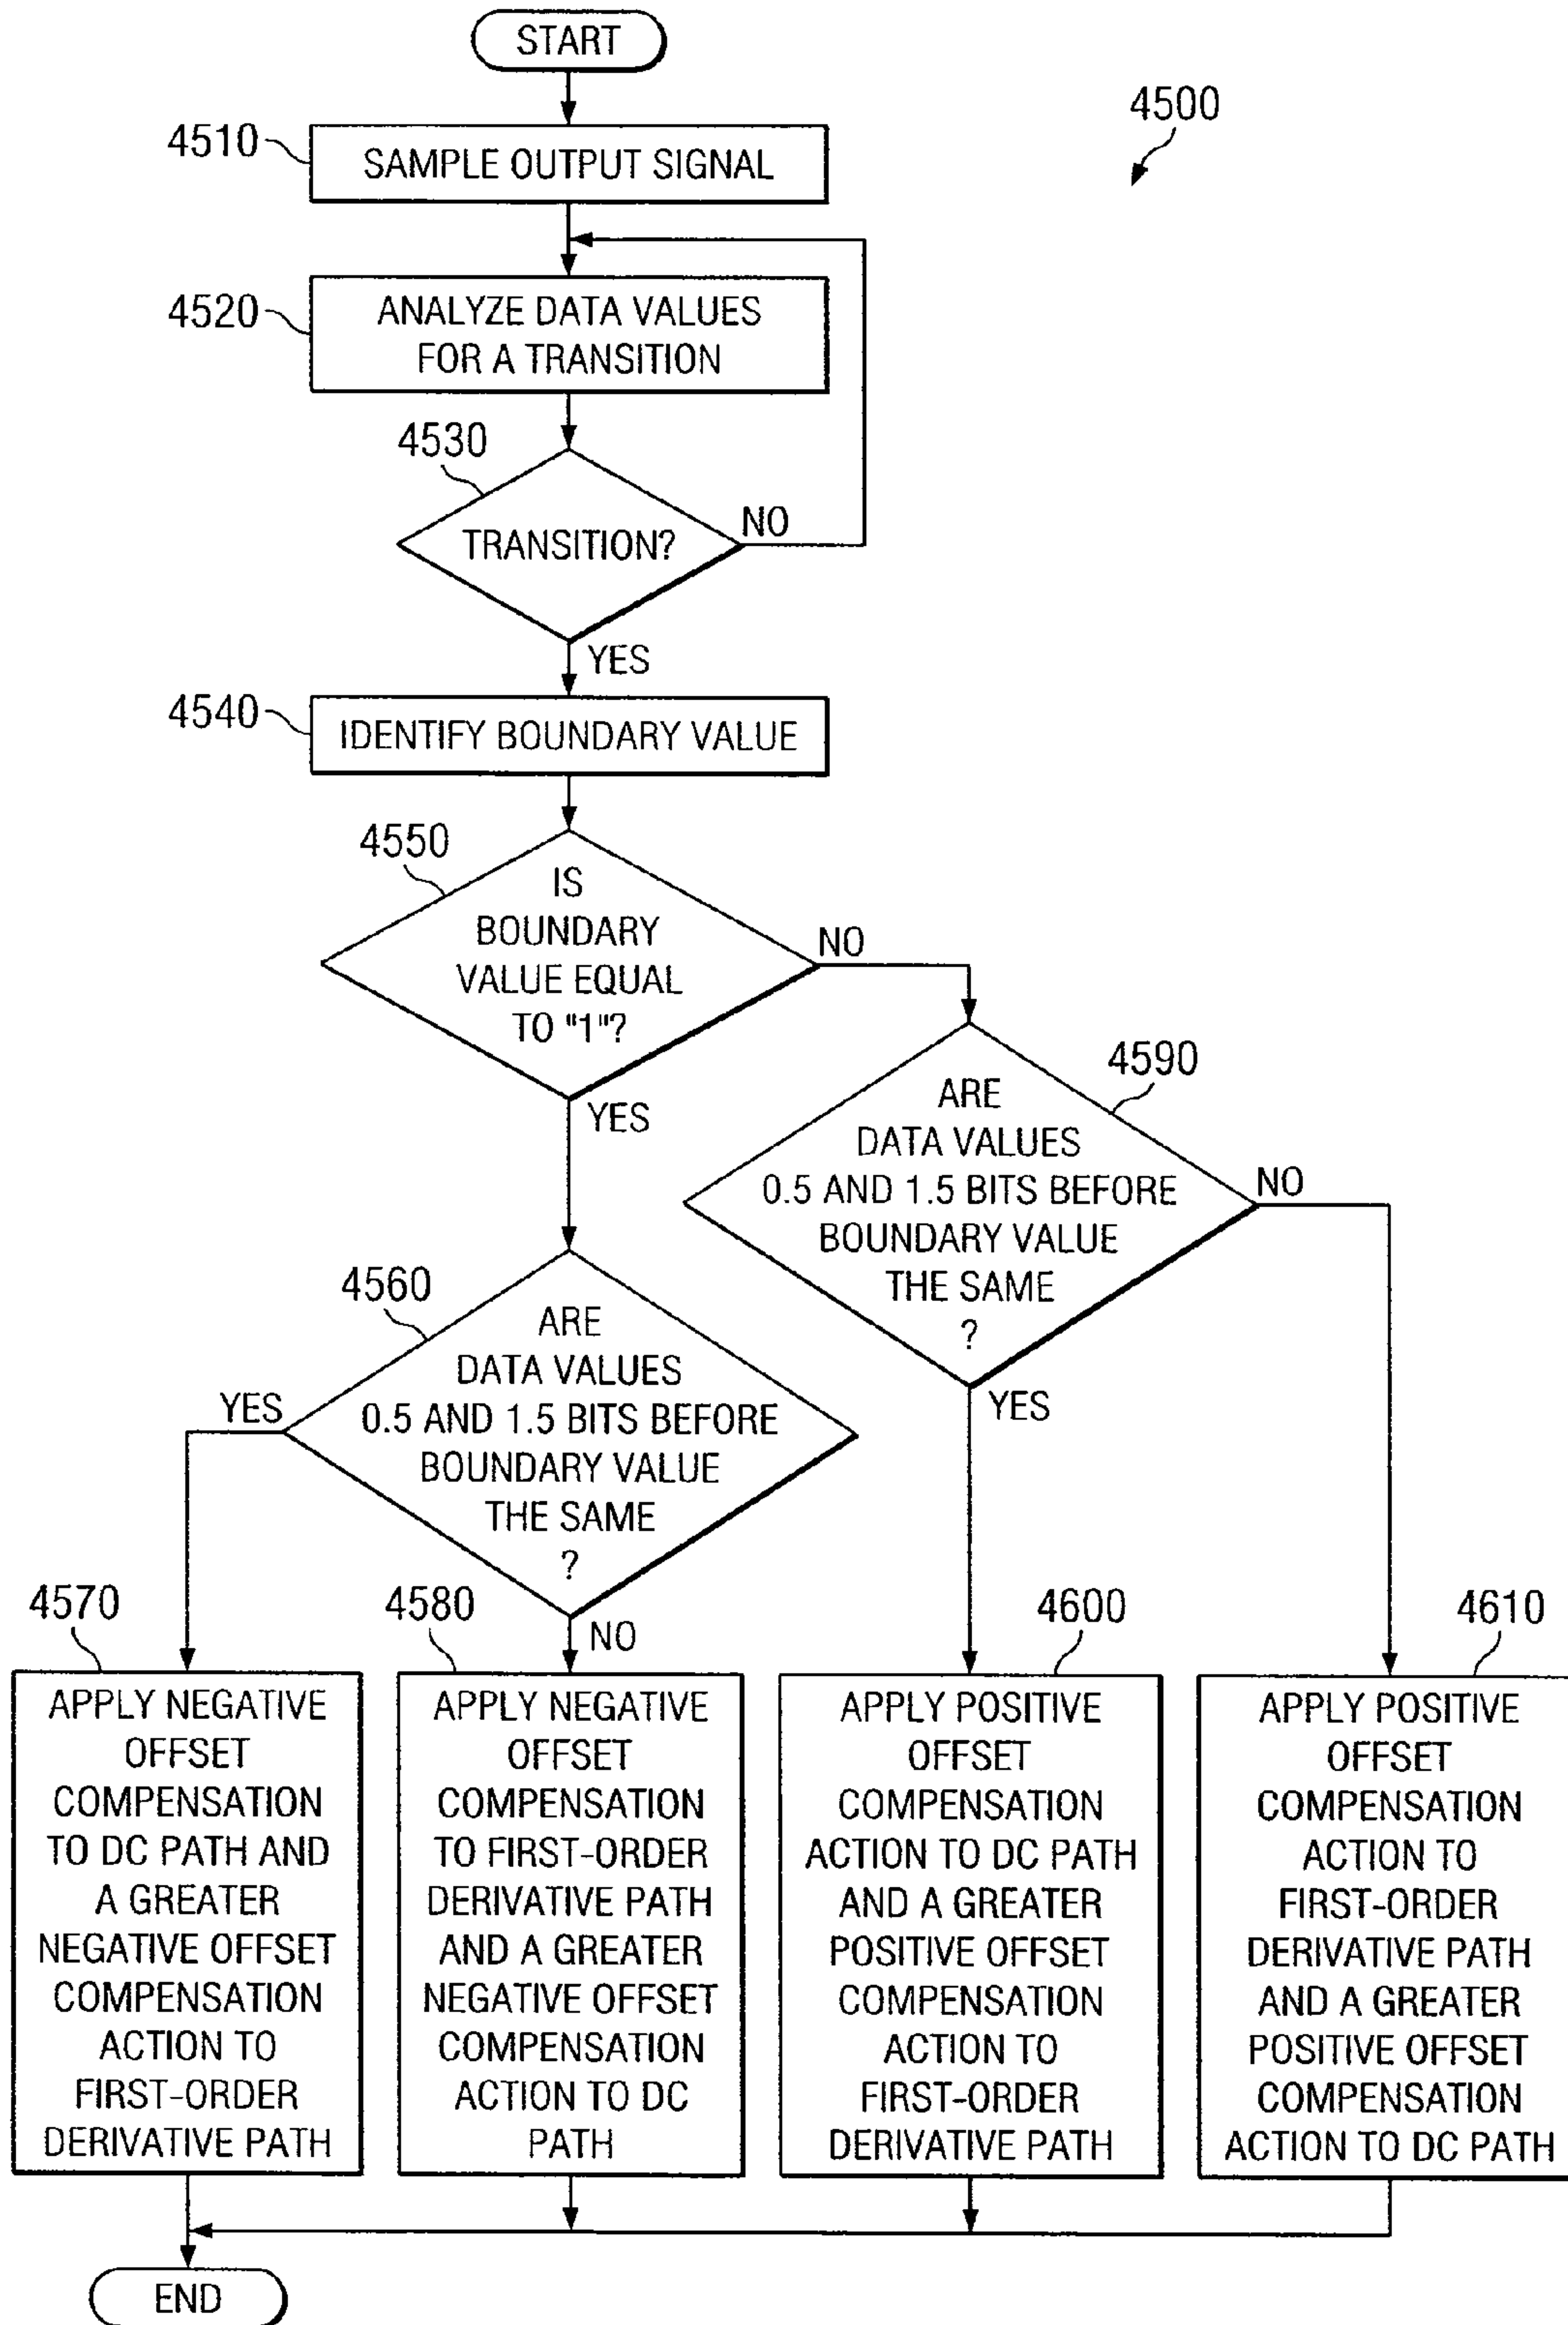 START
4500
4510
SAMPLE OUTPUT SIGNAL
4520
ANALYZE DATA VALUES
FOR A TRANSITION
4530
TRANSITION?
NO
YES
4540
IDENTIFY BOUNDARY VALUE
4550
IS
BOUNDARY
VALUE EQUAL
TO "1"?
NO
YES
4590
ARE
DATA VALUES
0.5 AND 1.5 BITS BEFORE
BOUNDARY VALUE
THE SAME
?
NO
YES
4560
ARE
DATA VALUES
0.5 AND 1.5 BITS BEFORE
BOUNDARY VALUE
THE SAME
?
YES
NO
4570
APPLY NEGATIVE
OFFSET
COMPENSATION
TO DC PATH AND
A GREATER
NEGATIVE OFFSET
COMPENSATION
ACTION TO
FIRST-ORDER
DERIVATIVE PATH
4580
APPLY NEGATIVE
OFFSET
COMPENSATION
TO FIRST-ORDER
DERIVATIVE PATH
AND A GREATER
NEGATIVE OFFSET
COMPENSATION
ACTION TO DC
PATH
4600
APPLY POSITIVE
OFFSET
COMPENSATION
ACTION TO DC PATH
AND A GREATER
POSITIVE OFFSET
COMPENSATION
ACTION TO
FIRST-ORDER
DERIVATIVE PATH
4610
APPLY POSITIVE
OFFSET
COMPENSATION
ACTION TO
FIRST-ORDER
DERIVATIVE PATH
AND A GREATER
POSITIVE OFFSET
COMPENSATION
ACTION TO DC PATH
END